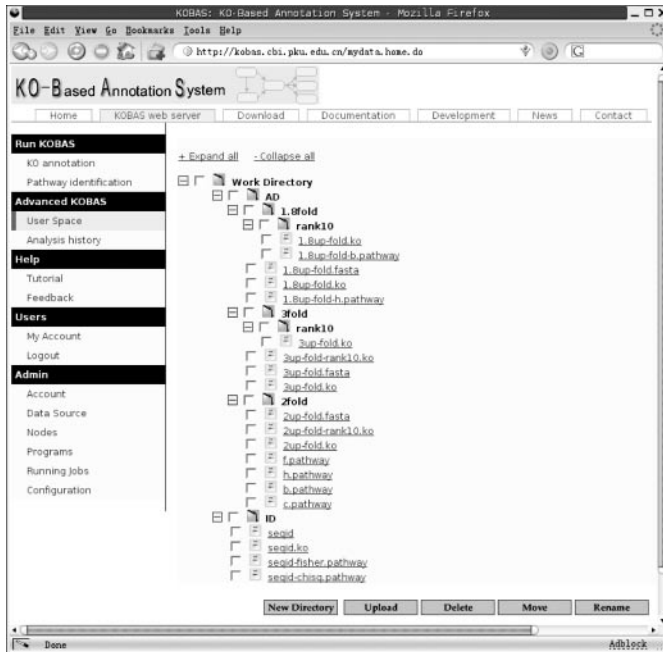 KOBAS: KO-Based Annotation System - Mozilla Firefox
File Edit View Go Bookmarks Tools Help
http://kobas.cbi.pku.edu.cn/mydata.home.do
KO-Based Annotation System
Home KOBAS web server Download Documentation Development News Contact
Run KOBAS
KO annotation
Pathway identification
Advanced KOBAS
User Space
Analysis history
Help
Tutorial
Feedback
Users
My Account
Logout
Admin
Account
Data Source
Nodes
Programs
Running Jobs
Configuration
+ Expand all - Collapse all
Work Directory
AD
1.8fold
rank10
1.8up-fold.ko
1.8up-fold-b.pathway
1.8up-fold.fasta
1.8up-fold.ko
1.8up-fold-h.pathway
3fold
rank10
3up-fold.ko
3up-fold-rank10.ko
3up-fold.fasta
3up-fold.ko
2fold
2up-fold.fasta
2up-fold-rank10.ko
2up-fold.ko
f.pathway
h.pathway
b.pathway
c.pathway
ID
seqid
seqid.ko
seqid-fisher.pathway
seqid-chisq.pathway
New Directory Upload Delete Move Rename
Done Adblock